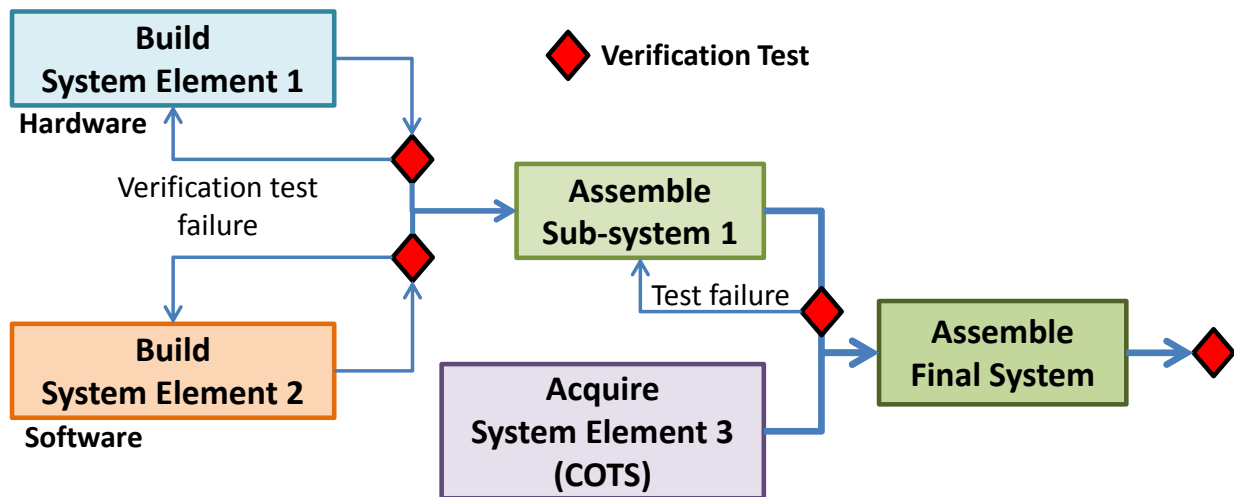 Build
System Element 1
Hardware
Verification Test
Verification test
failure
Assemble
Sub-system 1
Test failure
Build
System Element 2
Software
Acquire
System Element 3
(COTS)
Assemble
Final System